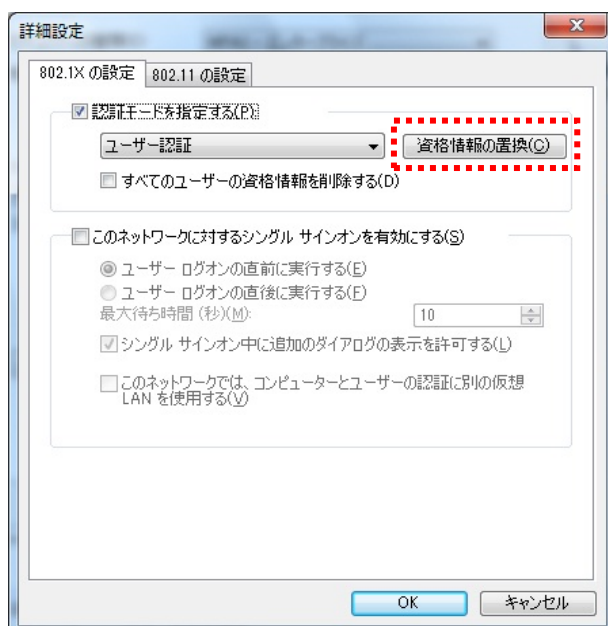 詳細設定
802.1X の設定
802.11 の設定
認証モードを指定する(P)
ユーザー認証
資格情報の置換(C)
すべてのユーザーの資格情報を削除する(D)
このネットワークに対するシングル サインオンを有効にする(S)
ユーザー ログオンの直前に実行する(E)
ユーザー ログオンの直後に実行する(F)
最大待ち時間 (秒)(M):
10
シングル サインオン中に追加のダイアログの表示を許可する(L)
このネットワークでは、コンピューターとユーザーの認証に別の仮想
LAN を使用する(V)
OK
キャンセル